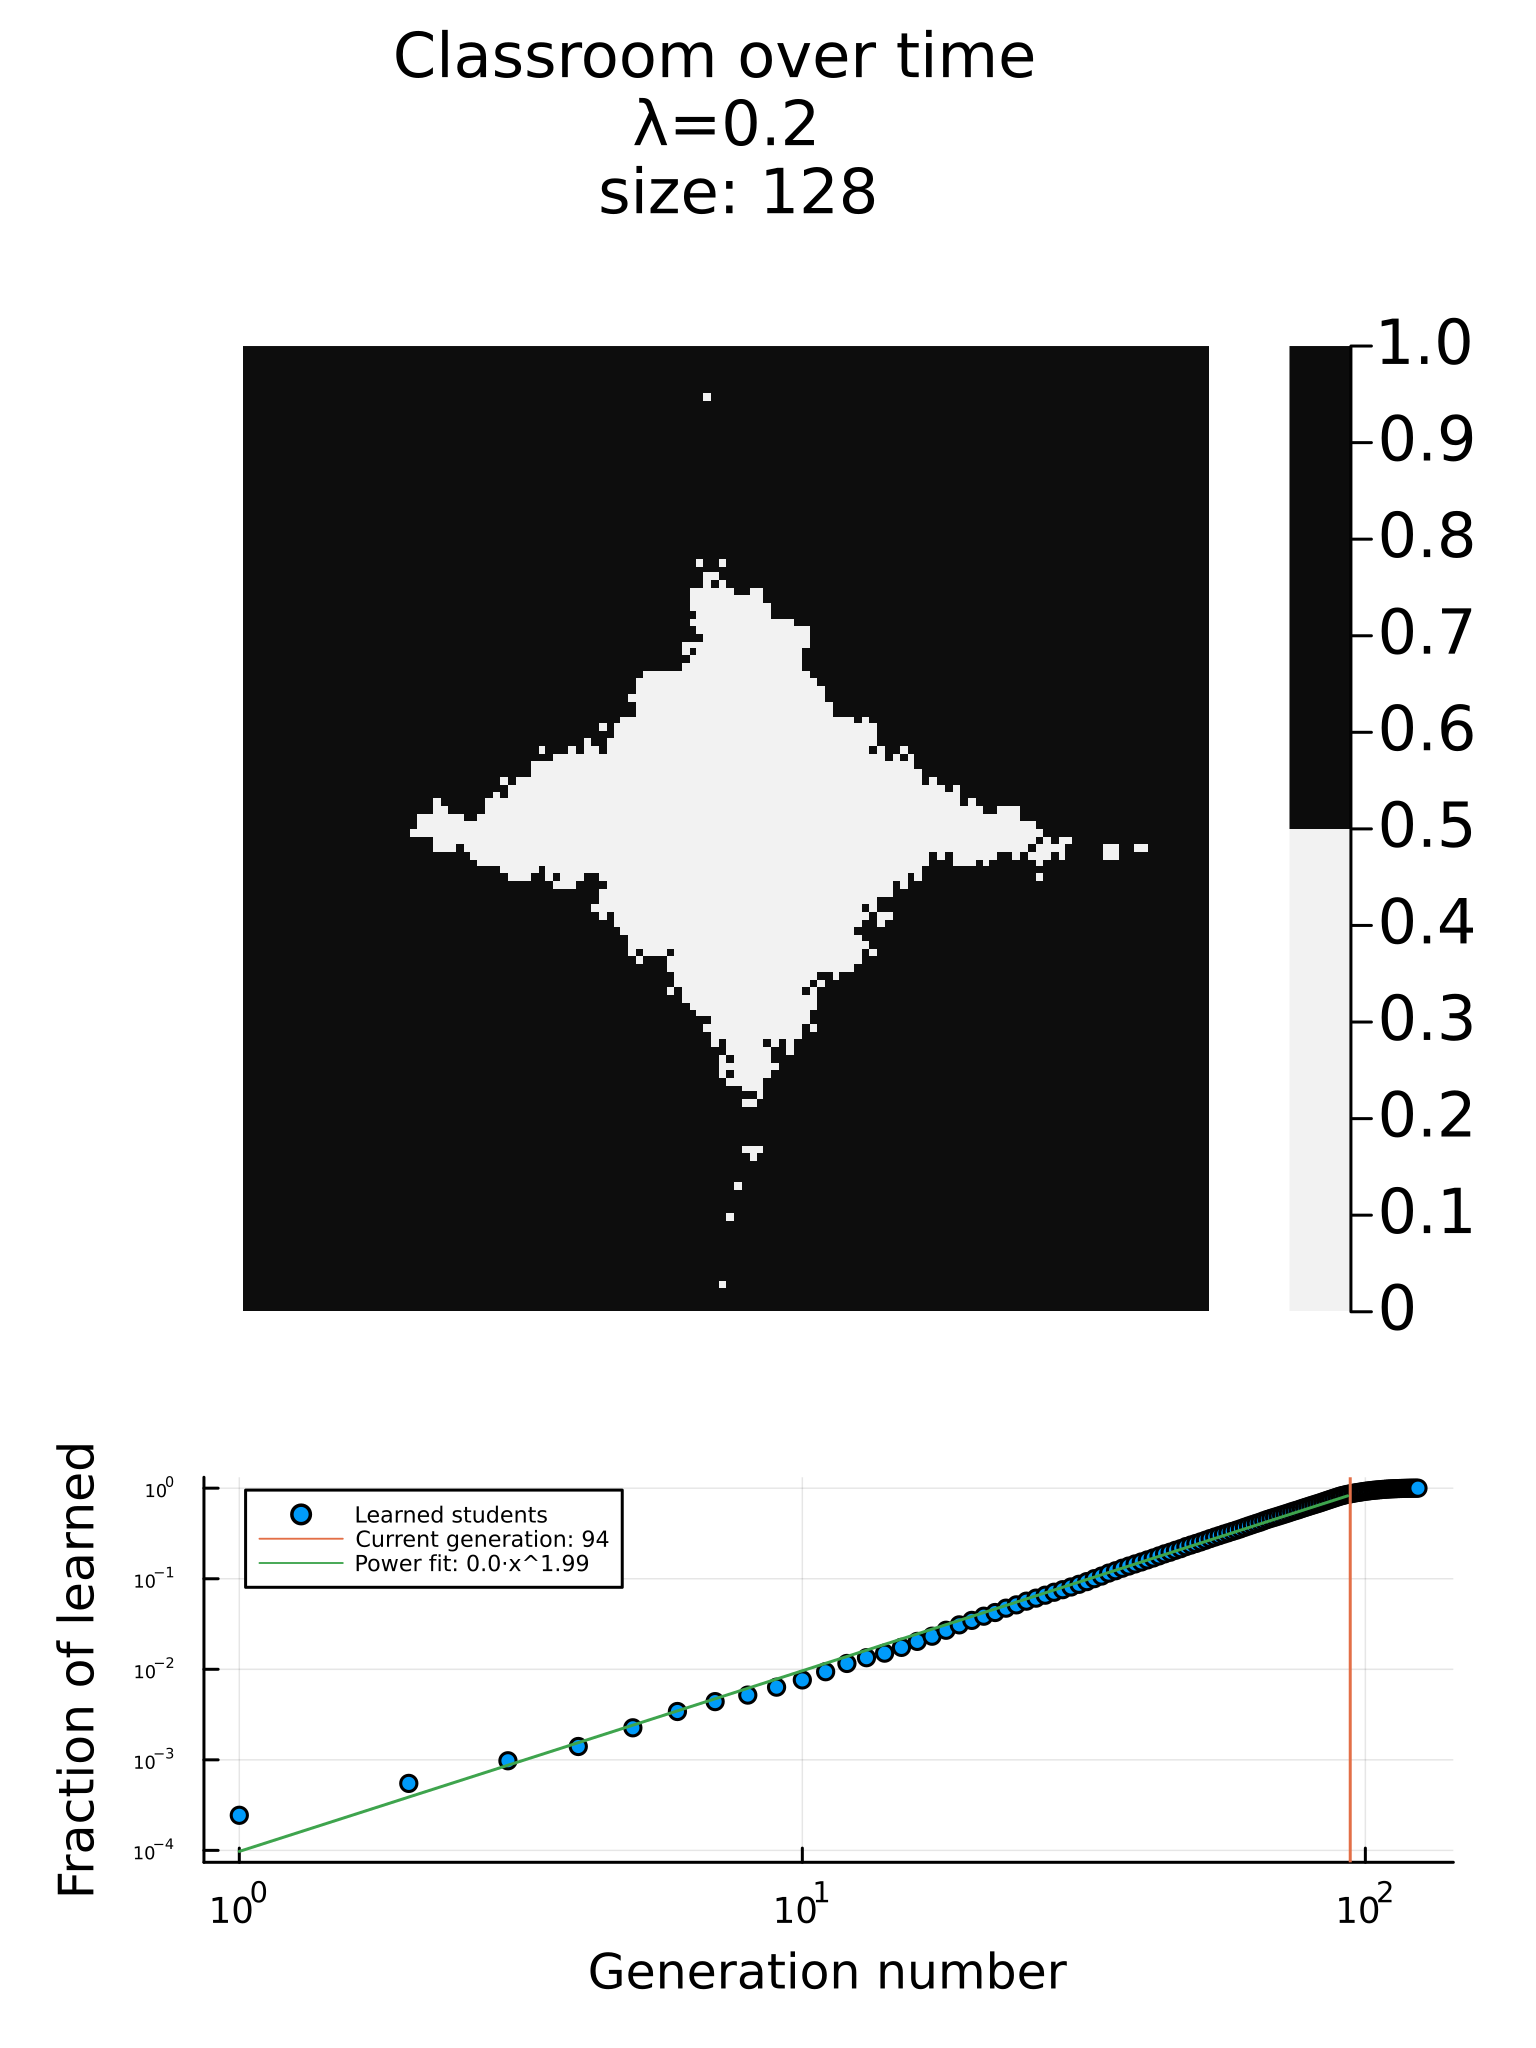 Classroom over time
λ=0.2
size: 128
1.0
0.9
0.8
0.7
0.6
0.5
0.4
0.3
0.2
0.1
0
Fraction of learned
10^0
10^-1
10^-2
10^-3
10^-4
Learned students
Current generation: 94
Power fit: 0.0·x^1.99
10^0 10^1 10^2
Generation number